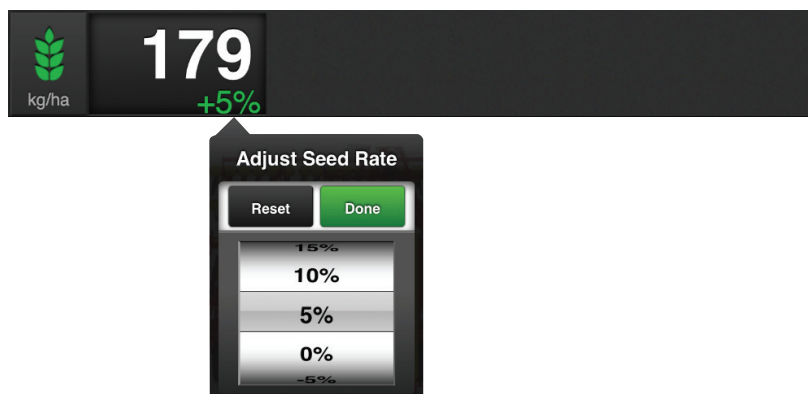 179
kg/ha
+5%
Adjust Seed Rate
Reset Done
15%
10%
5%
0%
-5%